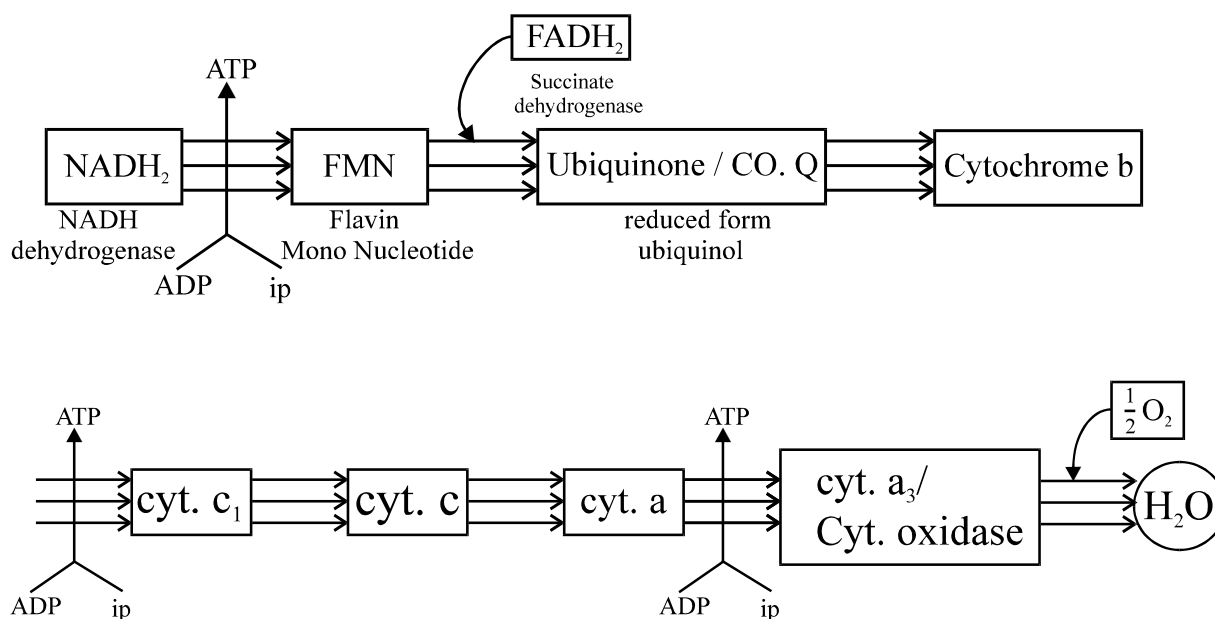 FADH₂
ATP
Succinate
dehydrogenase
NADH₂
FMN
Ubiquinone / CO. Q
Cytochrome b
NADH
dehydrogenase
Flavin
Mono Nucleotide
reduced form
ubiquinol
ADP
ip
½ O₂
ATP
ATP
cyt. c₁
cyt. c
cyt. a
cyt. a₃/
Cyt. oxidase
H₂O
ADP
ip
ADP
ip